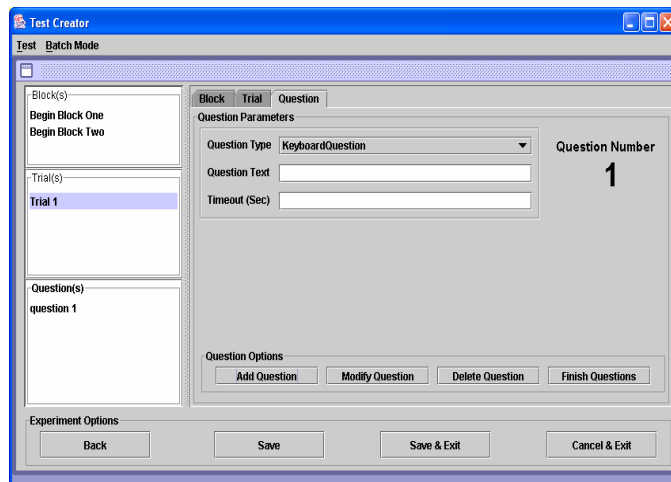 Test Creator
Test Batch Mode
Block(s)
Begin Block One
Begin Block Two
Trial(s)
Trial 1
Question(s)
question 1
Block Trial Question
Question Parameters
Question Type KeyboardQuestion
Question Text
Timeout (Sec)
Question Number
1
Question Options
Add Question Modify Question Delete Question Finish Questions
Experiment Options
Back Save Save & Exit Cancel & Exit